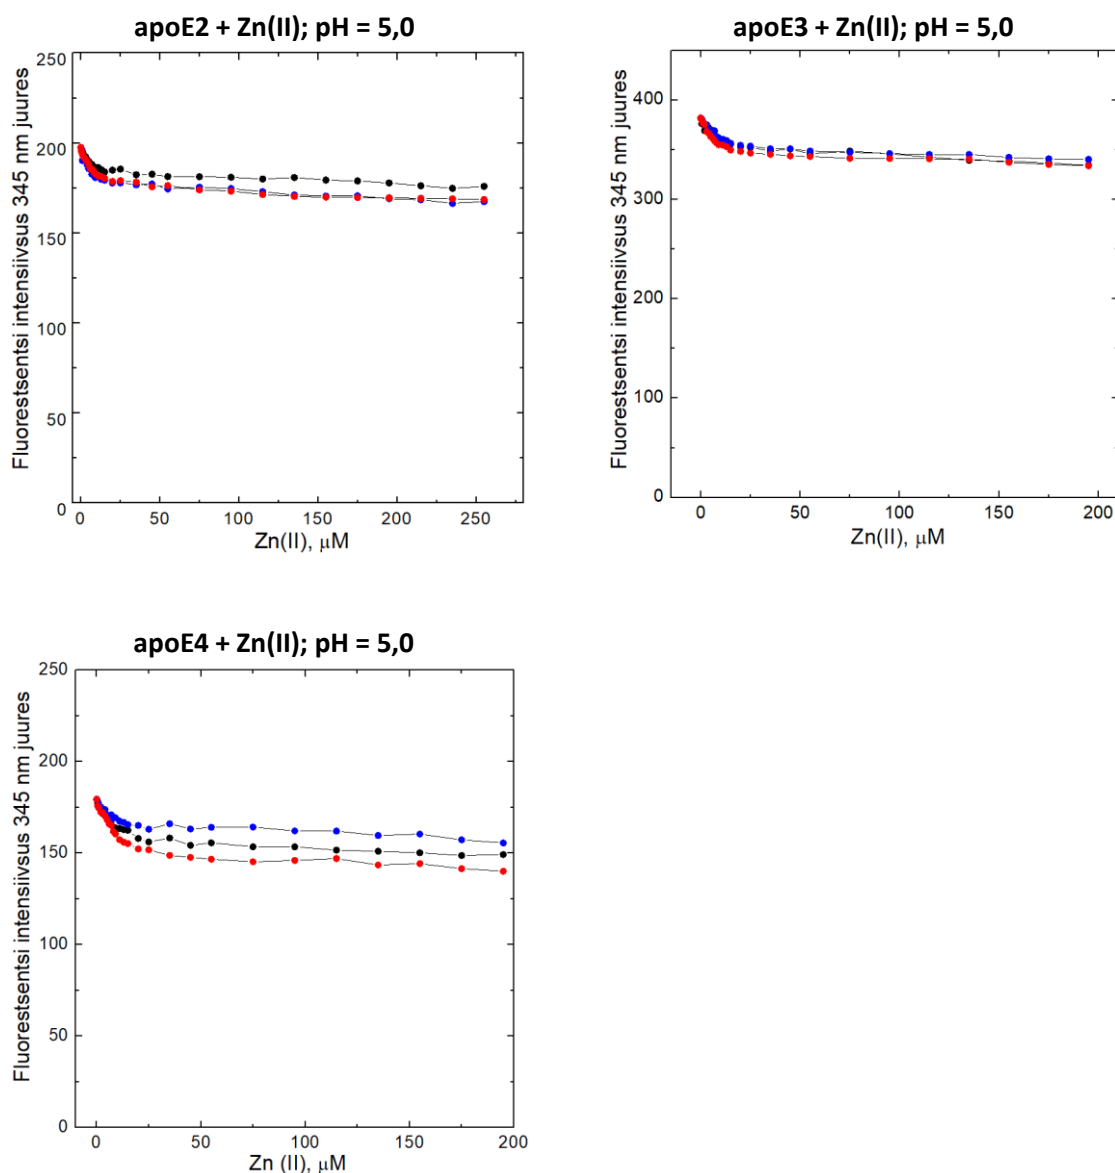 apoE2 + Zn(II); pH = 5,0
Fluorestsentsi intensiivsus 345 nm juures
250
200
150
100
50
0
0 50 100 150 200 250
Zn(II), μM
apoE3 + Zn(II); pH = 5,0
Fluorestsentsi intensiivsus 345 nm juures
400
300
200
100
0
0 50 100 150 200
Zn(II), μM
apoE4 + Zn(II); pH = 5,0
Fluorestsentsi intensiivsus 345 nm juures
250
200
150
100
50
0
0 50 100 150 200
Zn (II), μM